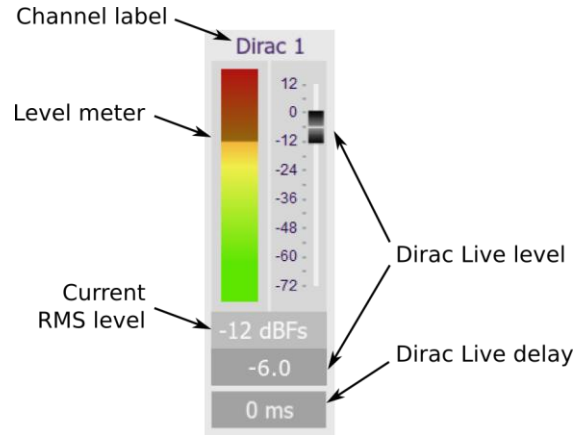 Channel label
Dirac 1
Level meter
12
0
-12
-24
-36
-48
-60
-72
Dirac Live level
Current
RMS level
-12 dBFs
-6.0
Dirac Live delay
0 ms